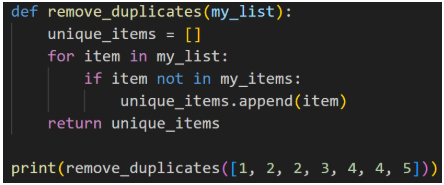 def remove_duplicates(my_list):
    unique_items = []
    for item in my_list:
        if item not in my_items:
            unique_items.append(item)
    return unique_items

print(remove_duplicates([1, 2, 2, 3, 4, 4, 5]))